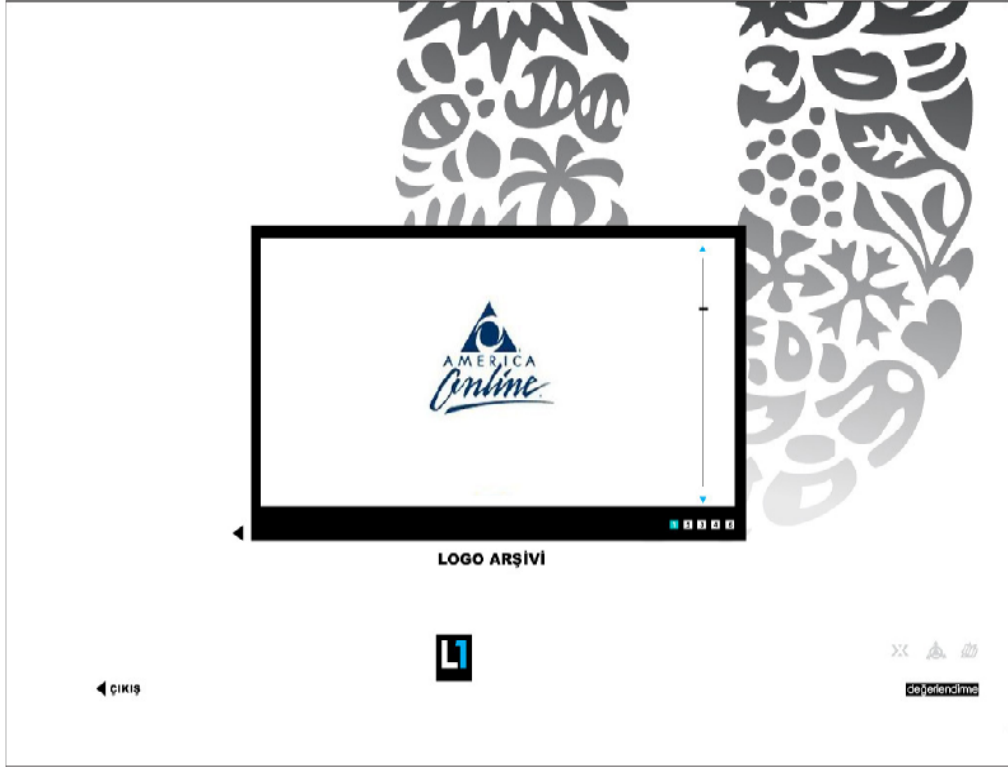 AMERICA
Online
1 2 3 4 5
LOGO ARŞİVİ
L1
ÇIKIŞ
değerlendirme